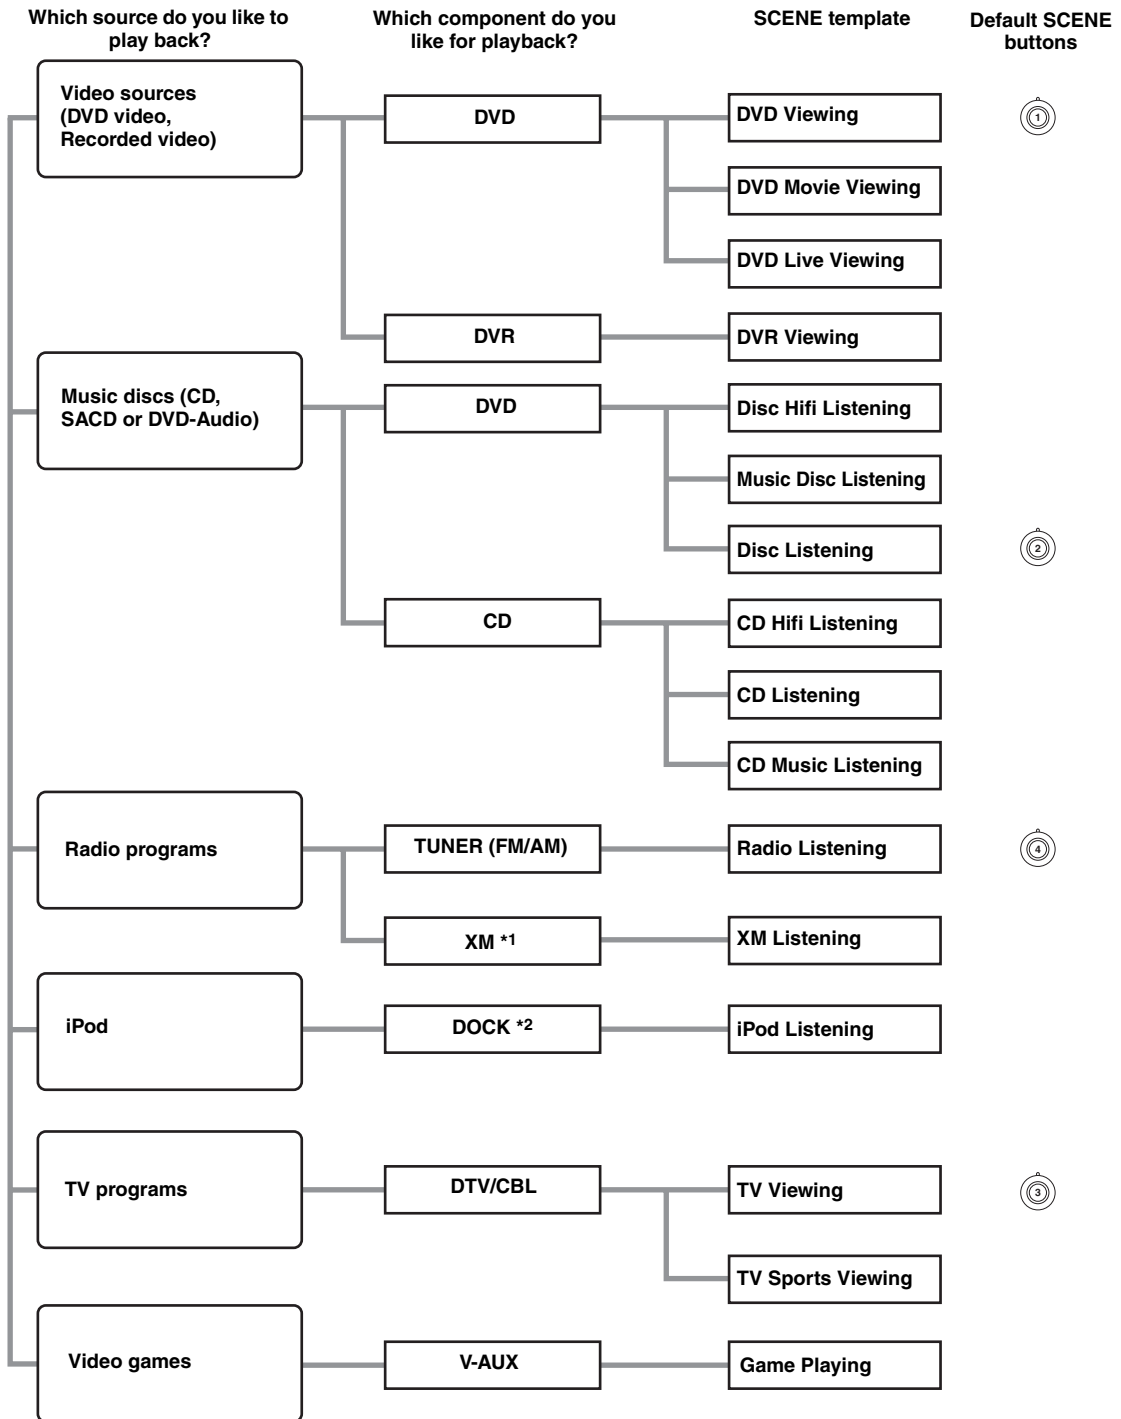 Which source do you like to
play back?
Which component do you
like for playback?
SCENE template
Default SCENE
buttons
Video sources
(DVD video,
Recorded video)
DVD
DVD Viewing
1
DVD Movie Viewing
DVD Live Viewing
DVR
DVR Viewing
Music discs (CD,
SACD or DVD-Audio)
DVD
Disc Hifi Listening
Music Disc Listening
Disc Listening
2
CD
CD Hifi Listening
CD Listening
CD Music Listening
Radio programs
TUNER (FM/AM)
Radio Listening
4
XM *1
XM Listening
iPod
DOCK *2
iPod Listening
TV programs
DTV/CBL
TV Viewing
3
TV Sports Viewing
Video games
V-AUX
Game Playing